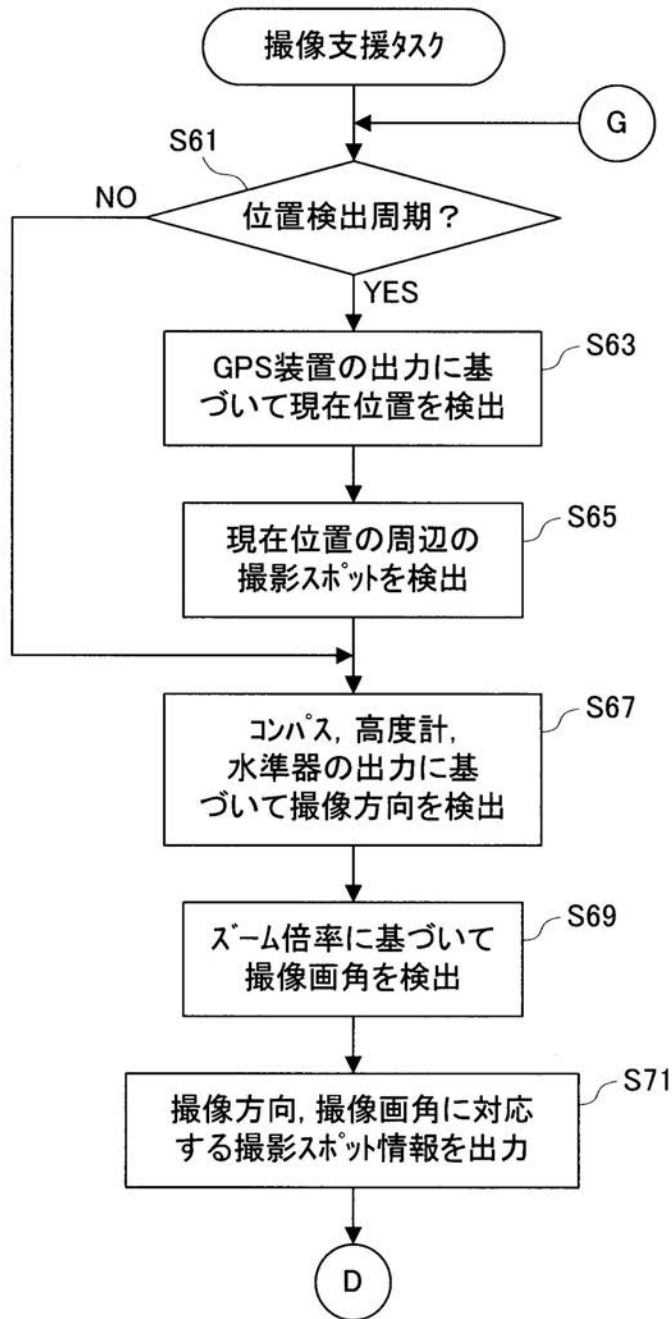 撮像支援ﾀｽｸ
G
S61
NO
位置検出周期？
YES
S63
GPS装置の出力に基
づいて現在位置を検出
S65
現在位置の周辺の
撮影ｽﾎﾟｯﾄを検出
S67
ｺﾝﾊﾟｽ, 高度計,
水準器の出力に基
づいて撮像方向を検出
S69
ｽﾞｰﾑ倍率に基づいて
撮像画角を検出
S71
撮像方向, 撮像画角に対応
する撮影ｽﾎﾟｯﾄ情報を出力
D